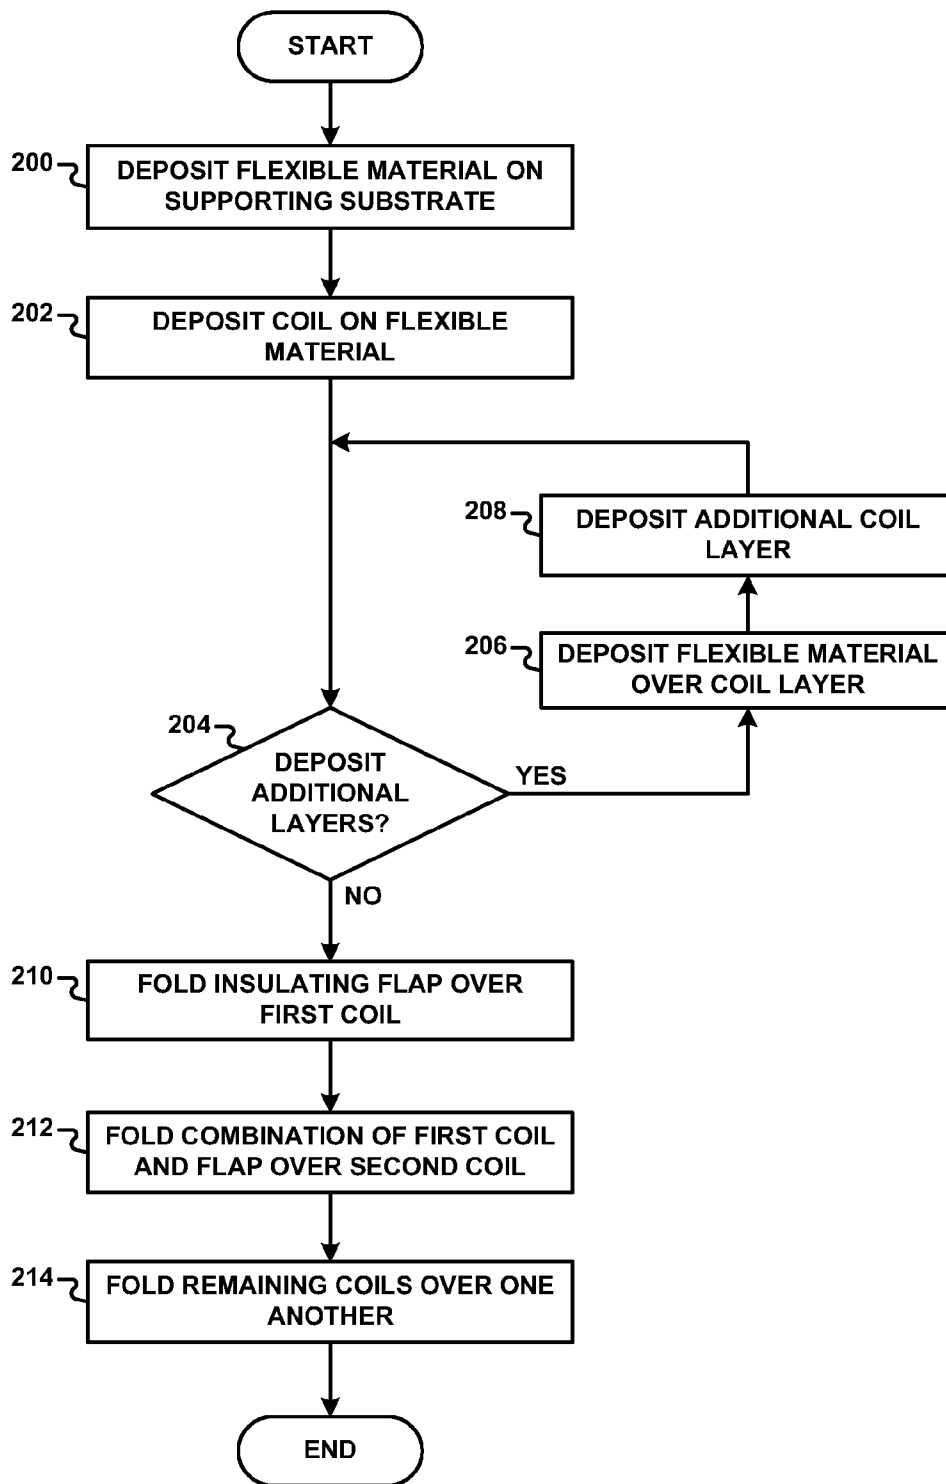 START
200
DEPOSIT FLEXIBLE MATERIAL ON
SUPPORTING SUBSTRATE
202
DEPOSIT COIL ON FLEXIBLE
MATERIAL
208
DEPOSIT ADDITIONAL COIL
LAYER
206
DEPOSIT FLEXIBLE MATERIAL
OVER COIL LAYER
204
DEPOSIT
ADDITIONAL
LAYERS?
YES
NO
210
FOLD INSULATING FLAP OVER
FIRST COIL
212
FOLD COMBINATION OF FIRST COIL
AND FLAP OVER SECOND COIL
214
FOLD REMAINING COILS OVER ONE
ANOTHER
END